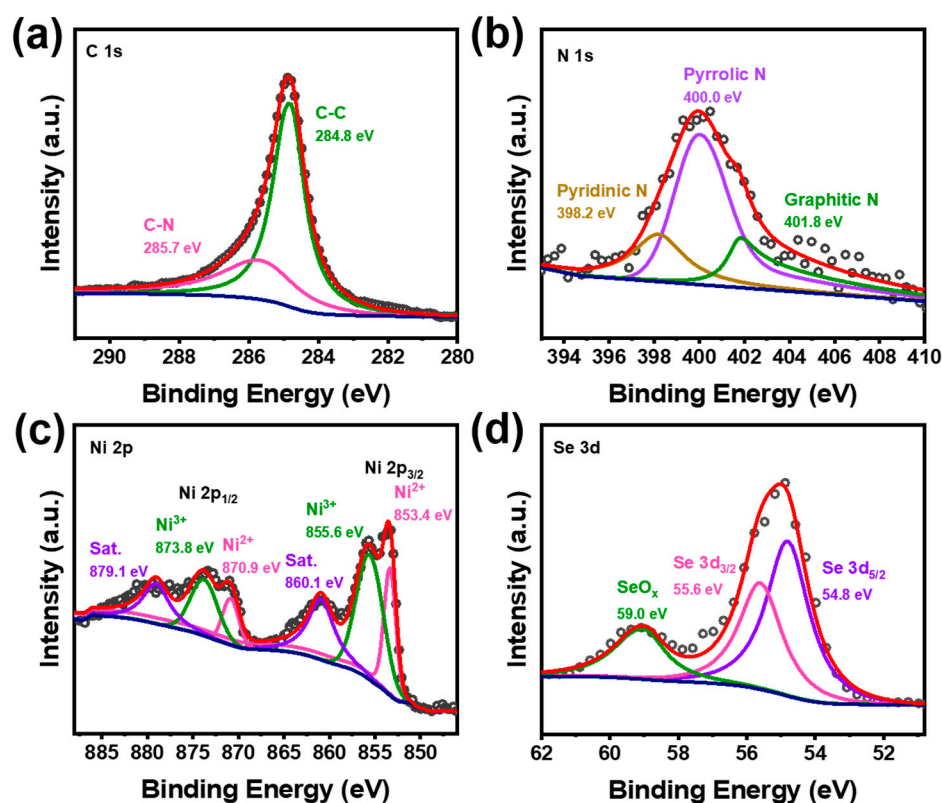 (a)
C 1s
C-C
284.8 eV
C-N
285.7 eV
Intensity (a.u.)
290 288 286 284 282 280
Binding Energy (eV)
(b)
N 1s
Pyrrolic N
400.0 eV
Pyridinic N
398.2 eV
Graphitic N
401.8 eV
Intensity (a.u.)
394 396 398 400 402 404 406 408 410
Binding Energy (eV)
(c)
Ni 2p
Ni 2p3/2
Ni 2p1/2
Ni2+
853.4 eV
Ni3+
855.6 eV
Ni3+
873.8 eV
Ni2+
870.9 eV
Sat.
879.1 eV
Sat.
860.1 eV
Intensity (a.u.)
885 880 875 870 865 860 855 850
Binding Energy (eV)
(d)
Se 3d
Se 3d3/2
55.6 eV
Se 3d5/2
54.8 eV
SeOx
59.0 eV
Intensity (a.u.)
62 60 58 56 54 52
Binding Energy (eV)